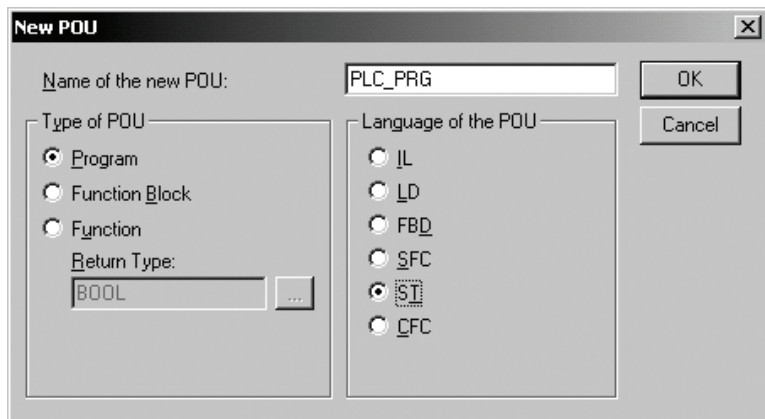 New POU
Name of the new POU:
PLC_PRG
OK
Cancel
Type of POU
Program
Function Block
Function
Return Type:
BOOL
...
Language of the POU
IL
LD
FBD
SFC
ST
CFC